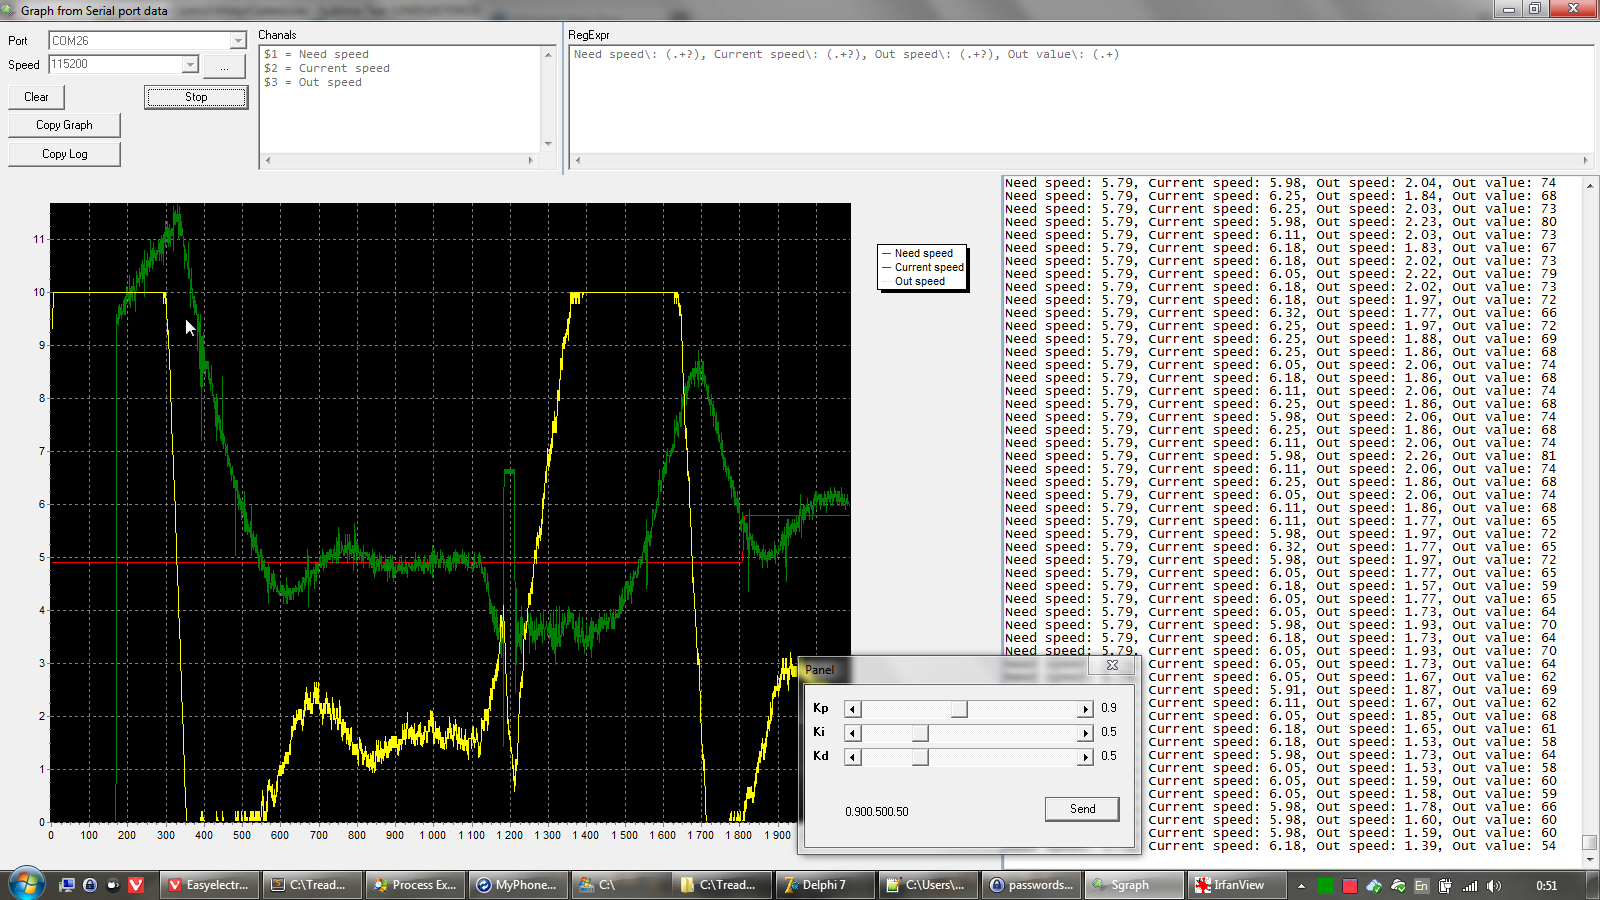 Graph from Serial port data
Port COM26
Speed 115200 ...
Clear Stop
Copy Graph
Copy Log
Chanals
$1 = Need speed
$2 = Current speed
$3 = Out speed
RegExpr
Need speed\: (.+?), Current speed\: (.+?), Out speed\: (.+?), Out value\: (.+)
11
10
9
8
7
6
5
4
3
2
1
0
0 100 200 300 400 500 600 700 800 900 1 000 1 100 1 200 1 300 1 400 1 500 1 600 1 700 1 800 1 900
Need speed
Current speed
Out speed
Need speed: 5.79, Current speed: 5.98, Out speed: 2.04, Out value: 74
Need speed: 5.79, Current speed: 6.25, Out speed: 1.84, Out value: 68
Need speed: 5.79, Current speed: 6.25, Out speed: 2.03, Out value: 73
Need speed: 5.79, Current speed: 5.98, Out speed: 2.23, Out value: 80
Need speed: 5.79, Current speed: 6.11, Out speed: 2.03, Out value: 73
Need speed: 5.79, Current speed: 6.18, Out speed: 1.83, Out value: 67
Need speed: 5.79, Current speed: 6.18, Out speed: 2.02, Out value: 73
Need speed: 5.79, Current speed: 6.05, Out speed: 2.22, Out value: 79
Need speed: 5.79, Current speed: 6.18, Out speed: 2.02, Out value: 73
Need speed: 5.79, Current speed: 6.18, Out speed: 1.97, Out value: 72
Need speed: 5.79, Current speed: 6.32, Out speed: 1.77, Out value: 66
Need speed: 5.79, Current speed: 6.25, Out speed: 1.97, Out value: 72
Need speed: 5.79, Current speed: 6.25, Out speed: 1.88, Out value: 69
Need speed: 5.79, Current speed: 6.25, Out speed: 1.86, Out value: 68
Need speed: 5.79, Current speed: 6.05, Out speed: 2.06, Out value: 74
Need speed: 5.79, Current speed: 6.18, Out speed: 1.86, Out value: 68
Need speed: 5.79, Current speed: 6.11, Out speed: 2.06, Out value: 74
Need speed: 5.79, Current speed: 6.25, Out speed: 1.86, Out value: 68
Need speed: 5.79, Current speed: 5.98, Out speed: 2.06, Out value: 74
Need speed: 5.79, Current speed: 6.25, Out speed: 1.86, Out value: 68
Need speed: 5.79, Current speed: 6.11, Out speed: 2.06, Out value: 74
Need speed: 5.79, Current speed: 5.98, Out speed: 2.26, Out value: 81
Need speed: 5.79, Current speed: 6.11, Out speed: 2.06, Out value: 74
Need speed: 5.79, Current speed: 6.25, Out speed: 1.86, Out value: 68
Need speed: 5.79, Current speed: 6.05, Out speed: 2.06, Out value: 74
Need speed: 5.79, Current speed: 6.11, Out speed: 1.86, Out value: 68
Need speed: 5.79, Current speed: 6.11, Out speed: 1.77, Out value: 65
Need speed: 5.79, Current speed: 5.98, Out speed: 1.97, Out value: 72
Need speed: 5.79, Current speed: 6.32, Out speed: 1.77, Out value: 65
Need speed: 5.79, Current speed: 5.98, Out speed: 1.97, Out value: 72
Need speed: 5.79, Current speed: 6.05, Out speed: 1.77, Out value: 65
Need speed: 5.79, Current speed: 6.18, Out speed: 1.57, Out value: 59
Need speed: 5.79, Current speed: 6.05, Out speed: 1.77, Out value: 65
Need speed: 5.79, Current speed: 6.05, Out speed: 1.73, Out value: 64
Need speed: 5.79, Current speed: 5.98, Out speed: 1.93, Out value: 70
Need speed: 5.79, Current speed: 6.18, Out speed: 1.73, Out value: 64
Need speed: 5.79, Current speed: 6.05, Out speed: 1.93, Out value: 70
Current speed: 6.05, Out speed: 1.73, Out value: 64
Current speed: 6.05, Out speed: 1.67, Out value: 62
Current speed: 5.91, Out speed: 1.87, Out value: 69
Current speed: 6.11, Out speed: 1.67, Out value: 62
Current speed: 6.05, Out speed: 1.85, Out value: 68
Current speed: 6.18, Out speed: 1.65, Out value: 61
Current speed: 6.18, Out speed: 1.53, Out value: 58
Current speed: 5.98, Out speed: 1.73, Out value: 64
Current speed: 6.05, Out speed: 1.53, Out value: 58
Current speed: 6.05, Out speed: 1.59, Out value: 60
Current speed: 6.05, Out speed: 1.58, Out value: 59
Current speed: 5.98, Out speed: 1.78, Out value: 66
Current speed: 5.98, Out speed: 1.60, Out value: 60
Current speed: 5.98, Out speed: 1.59, Out value: 60
Current speed: 6.18, Out speed: 1.39, Out value: 54
Panel
Kp 0.9
Ki 0.5
Kd 0.5
0.900.500.50 Send
Easyelectr... C:\Tread... Process Ex... MyPhone... C:\ C:\Tread... Delphi 7 C:\Users\... passwords... Sgraph IrfanView En 0:51